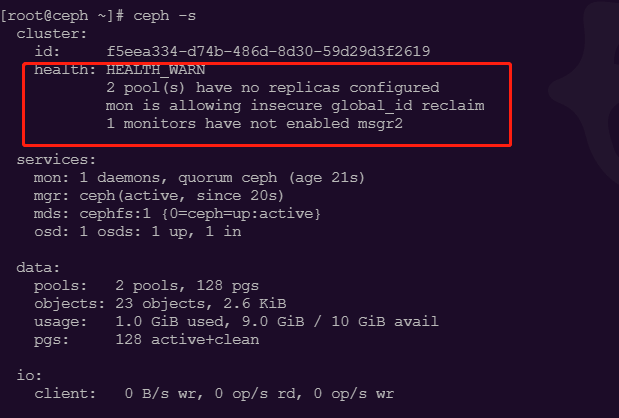 [root@ceph ~]# ceph -s
  cluster:
    id:     f5eea334-d74b-486d-8d30-59d29d3f2619
    health: HEALTH_WARN
            2 pool(s) have no replicas configured
            mon is allowing insecure global_id reclaim
            1 monitors have not enabled msgr2
  services:
    mon: 1 daemons, quorum ceph (age 21s)
    mgr: ceph(active, since 20s)
    mds: cephfs:1 {0=ceph=up:active}
    osd: 1 osds: 1 up, 1 in
  data:
    pools:   2 pools, 128 pgs
    objects: 23 objects, 2.6 KiB
    usage:   1.0 GiB used, 9.0 GiB / 10 GiB avail
    pgs:     128 active+clean
  io:
    client:   0 B/s wr, 0 op/s rd, 0 op/s wr